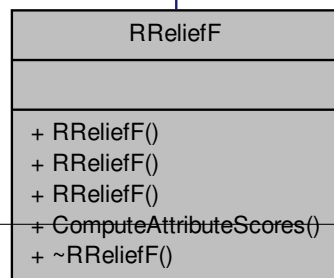 RReliefF
+ RReliefF()
+ RReliefF()
+ RReliefF()
+ ComputeAttributeScores()
+ ~RReliefF()